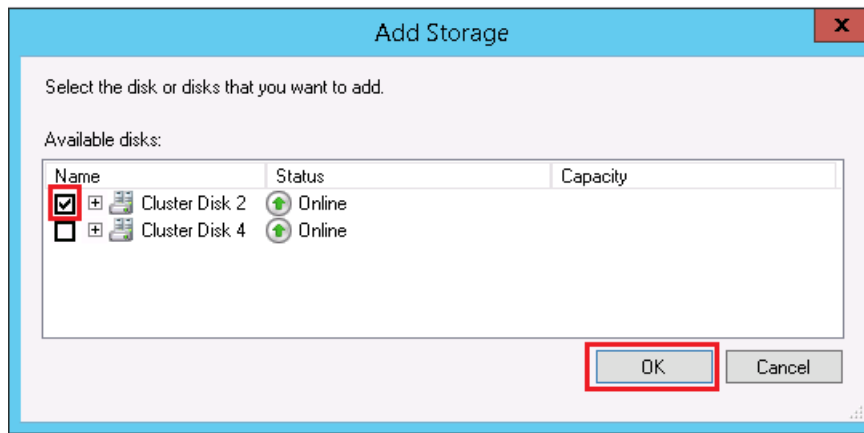 Add Storage
x
Select the disk or disks that you want to add.
Available disks:
Name Status Capacity
Cluster Disk 2 Online
Cluster Disk 4 Online
OK Cancel